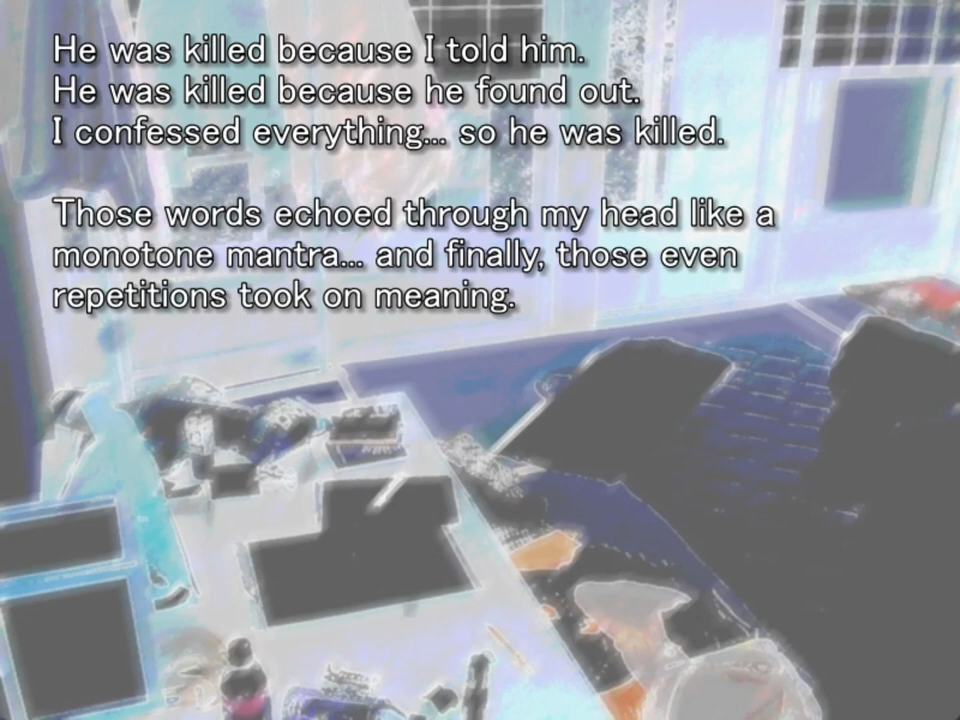 He was killed because I told him.
He was killed because he found out.
I confessed everything... so he was killed.
Those words echoed through my head like a
monotone mantra... and finally, those even
repetitions took on meaning.